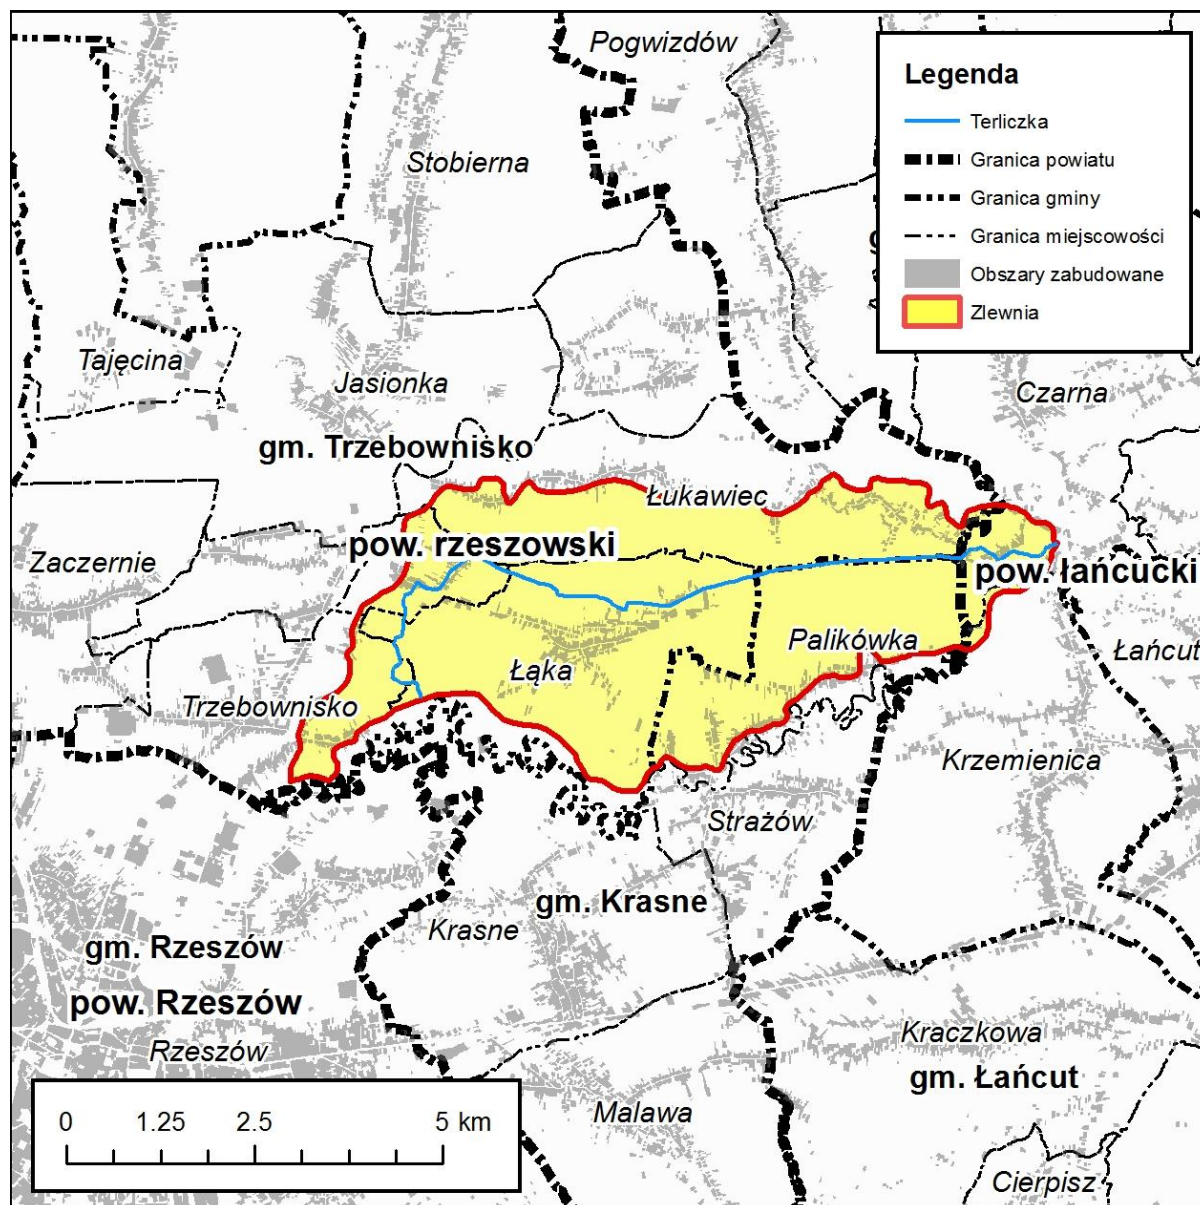 Pogwizdów
Legenda
Terliczka
Granica powiatu
Granica gminy
Granica miejscowości
Obszary zabudowane
Zlewnia
Stobierna
g
Tajęcina
Jasionka
Czarna
gm. Trzebownisko
Łukawiec
pow. rzeszowski
Zaczernie
pow. łańcucki
Palikówka
Łańcut
Łąka
Trzebownisko
Krzemienica
Strażów
gm. Krasne
Krasne
gm. Rzeszów
pow. Rzeszów
Rzeszów
Kraczkowa
gm. Łańcut
Malawa
0 1.25 2.5 5 km
Cierpisz